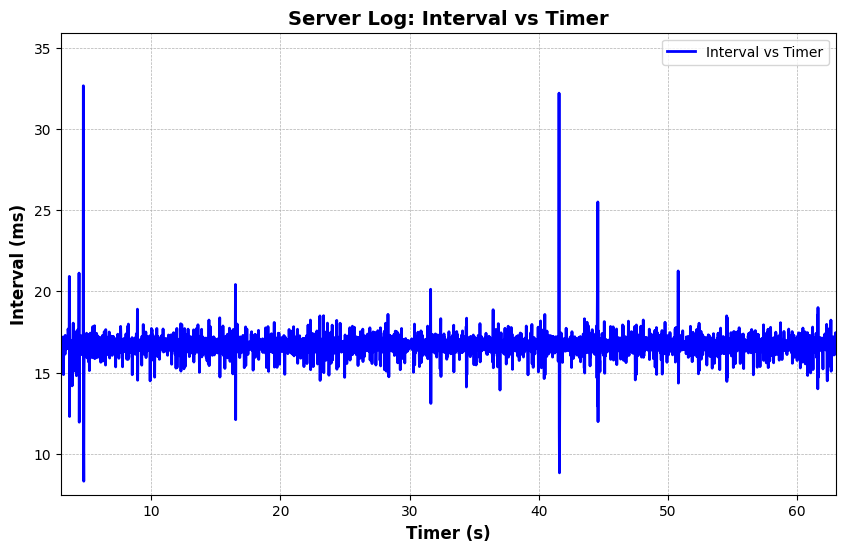 Server Log: Interval vs Timer
Interval vs Timer
35
30
25
20
15
10
Interval (ms)
10 20 30 40 50 60
Timer (s)